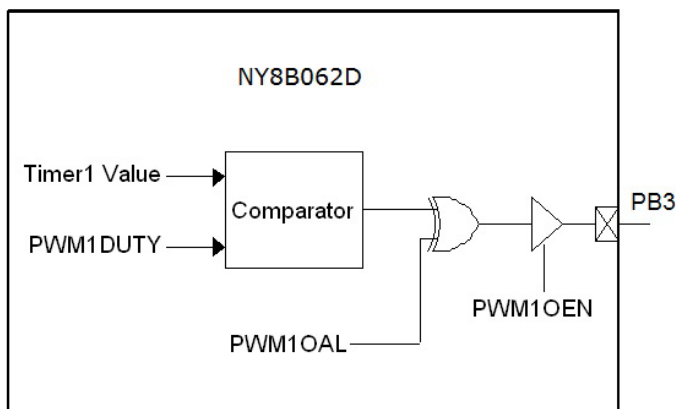 NY8B062D
Timer1 Value
Comparator
PB3
PWM1DUTY
PWM1OEN
PWM1OAL